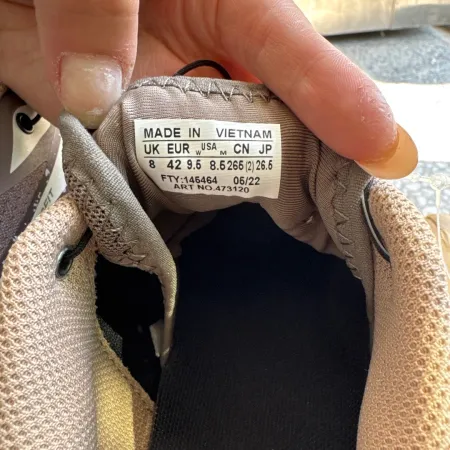 MADE IN VIETNAM
UK EUR W USA M CN JP
8 42 9.5 8.5 265(2) 26.5
FTY:145464 05/22
ART NO.473120